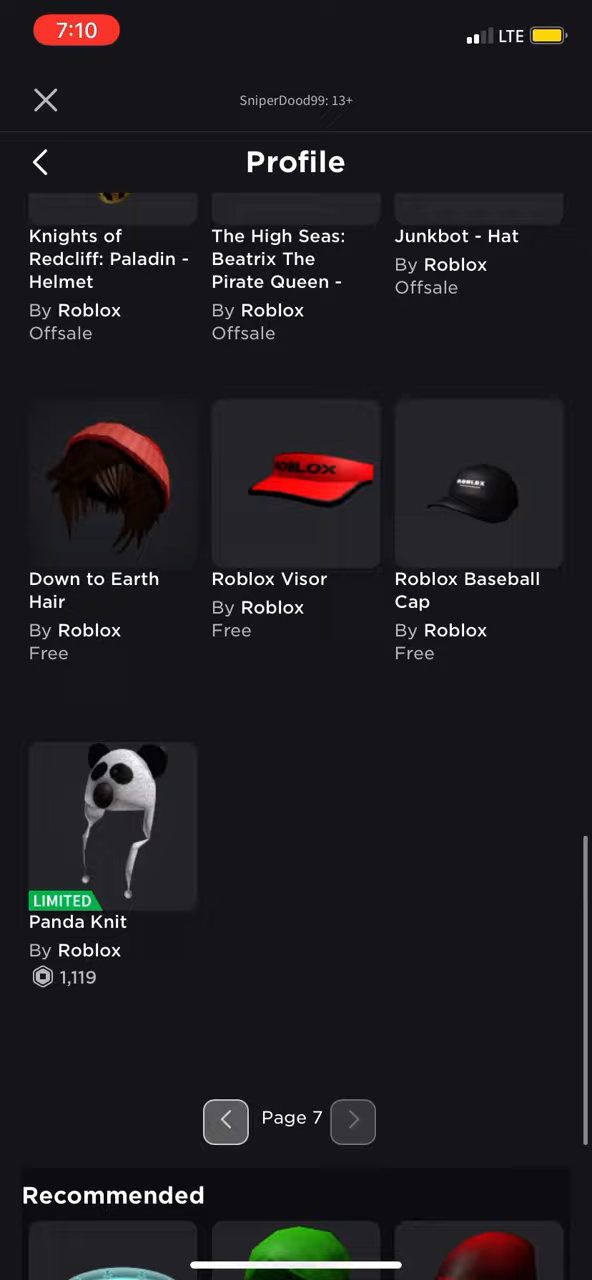 7:10
LTE
SniperDood99: 13+
Profile
Knights of
Redcliff: Paladin -
Helmet
By Roblox
Offsale
The High Seas:
Beatrix The
Pirate Queen -
By Roblox
Offsale
Junkbot - Hat
By Roblox
Offsale
ROBLOX
ROBLOX
Down to Earth
Hair
By Roblox
Free
Roblox Visor
By Roblox
Free
Roblox Baseball
Cap
By Roblox
Free
LIMITED
Panda Knit
By Roblox
1,119
Page 7
Recommended